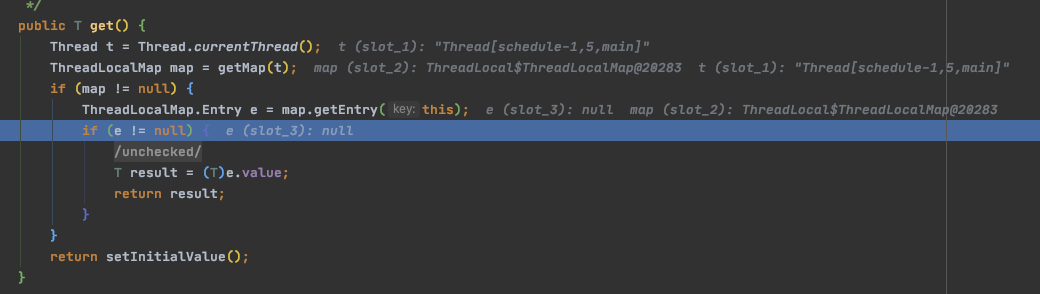 */
public T get() {
Thread t = Thread.currentThread(); t (slot_1): "Thread[schedule-1,5,main]"
ThreadLocalMap map = getMap(t); map (slot_2): ThreadLocal$ThreadLocalMap@20283 t (slot_1): "Thread[schedule-1,5,main]"
if (map != null) {
ThreadLocalMap.Entry e = map.getEntry( key: this); e (slot_3): null map (slot_2): ThreadLocal$ThreadLocalMap@20283
if (e != null) { e (slot_3): null
/unchecked/
T result = (T)e.value;
return result;
}
}
return setInitialValue();
}